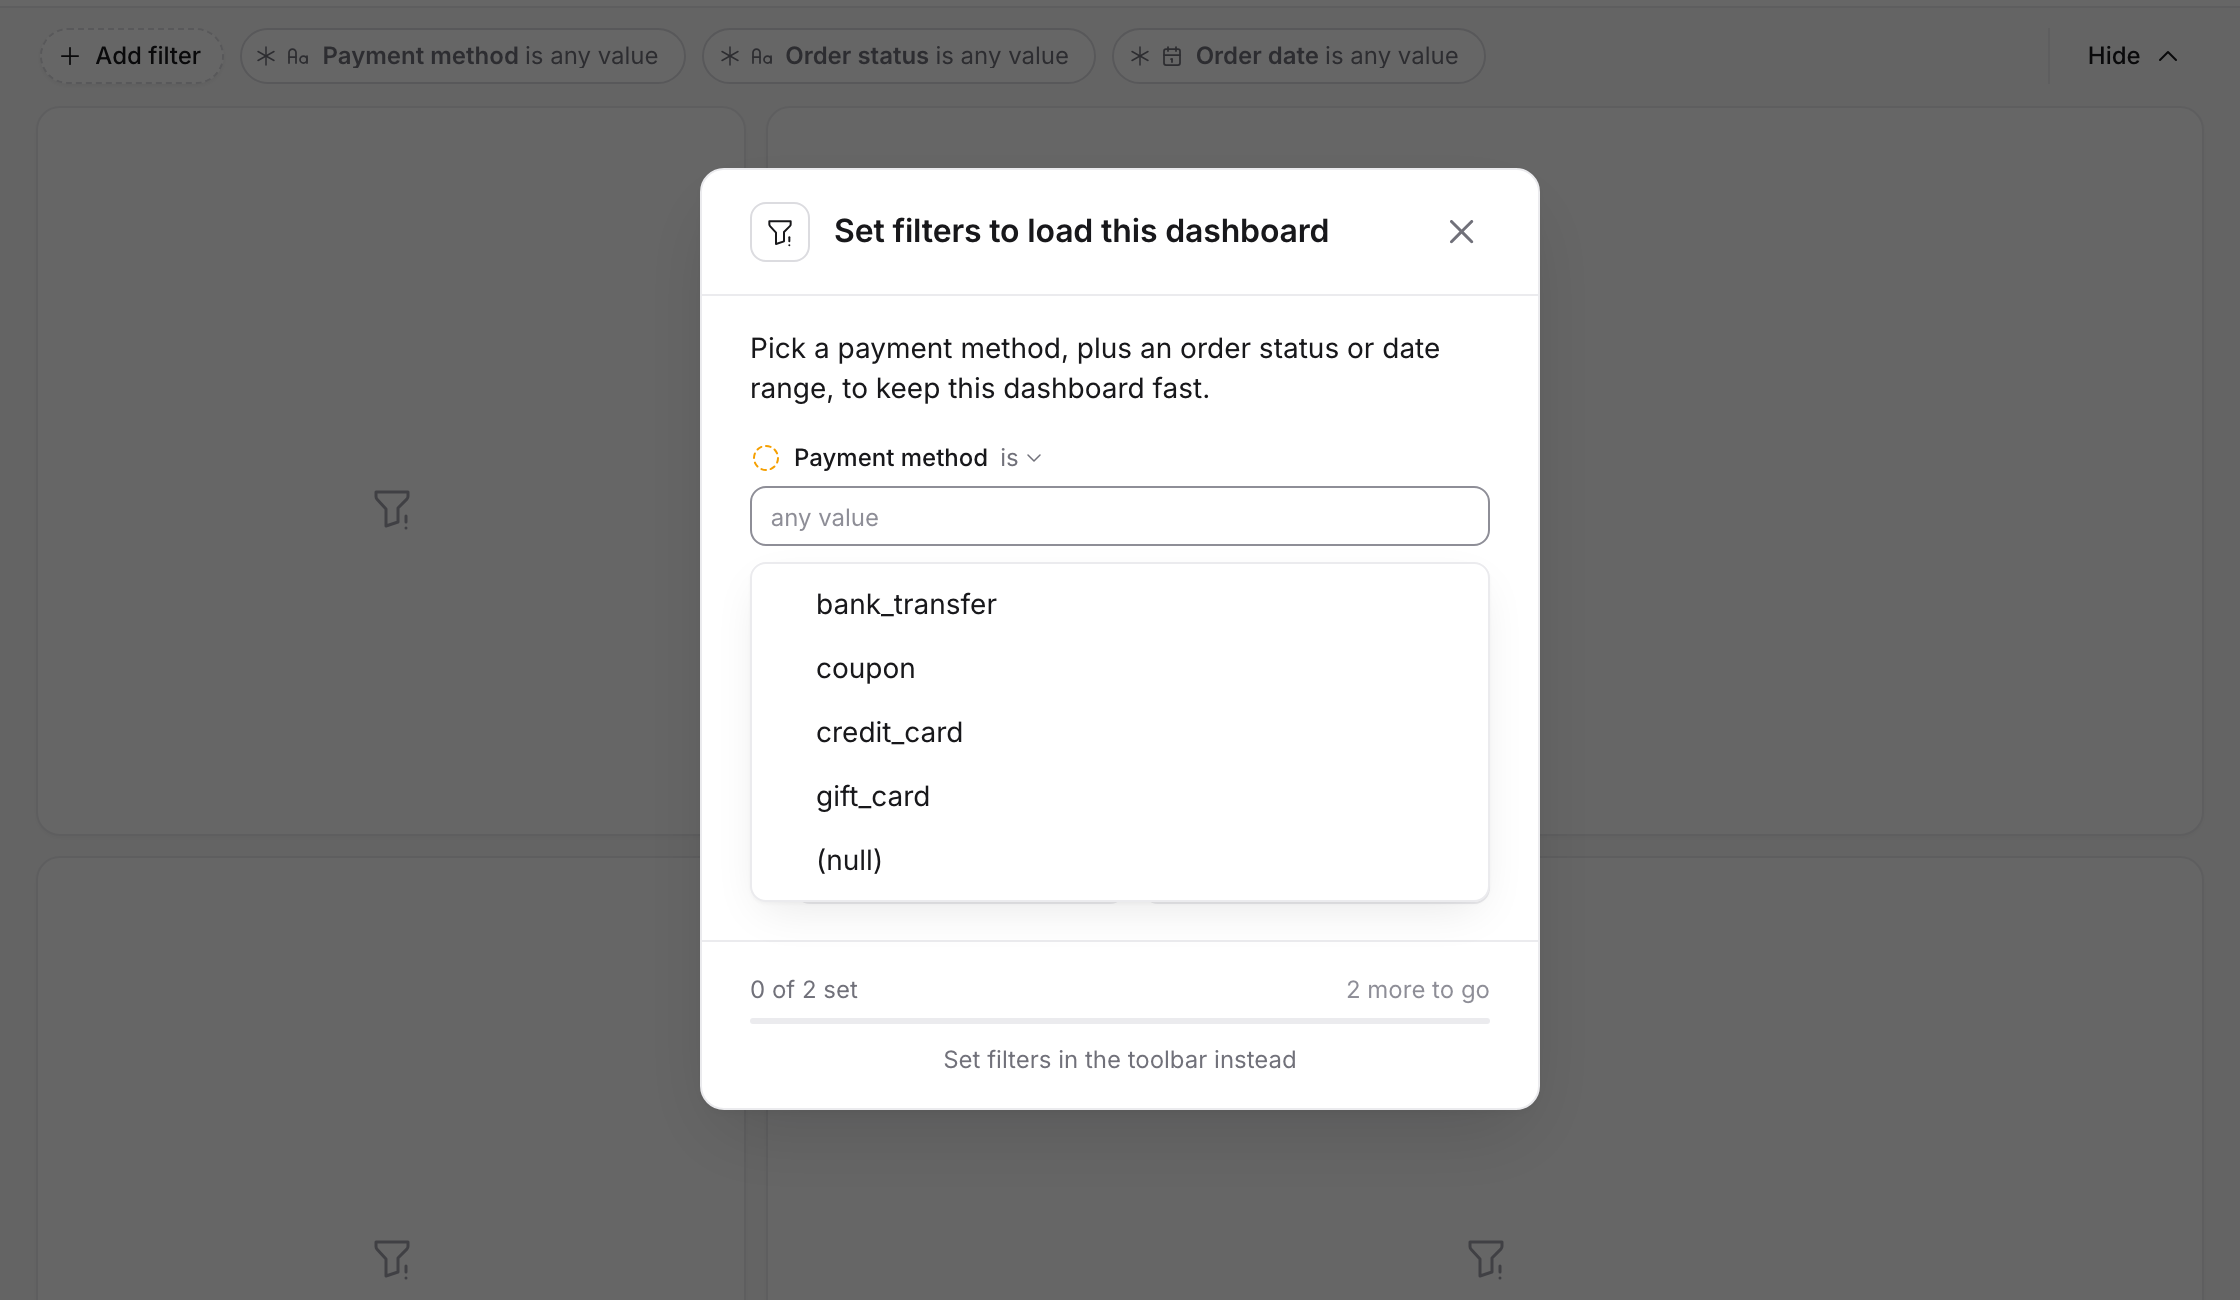 Add filter
Payment method is any value
Order status is any value
Order date is any value
Hide
Set filters to load this dashboard
Pick a payment method, plus an order status or date
range, to keep this dashboard fast.
Payment method is
any value
bank_transfer
coupon
credit_card
gift_card
(null)
0 of 2 set
2 more to go
Set filters in the toolbar instead